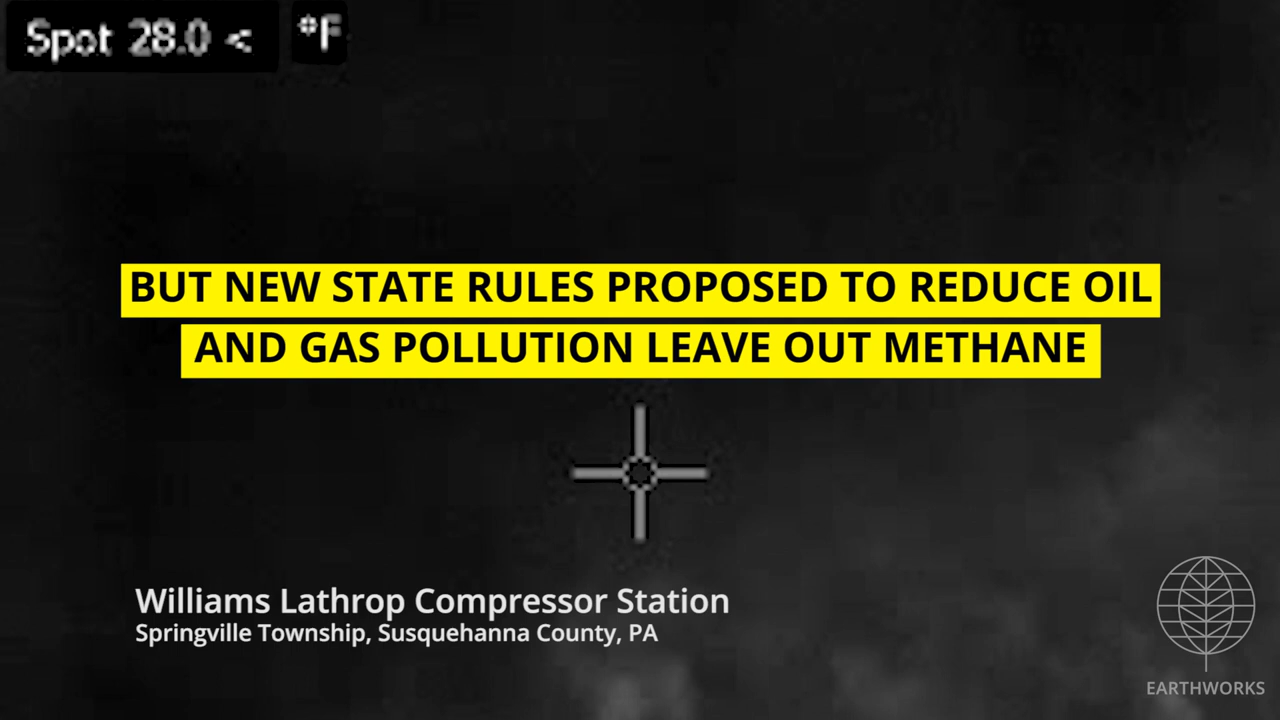 Spot 28.0 < °F
BUT NEW STATE RULES PROPOSED TO REDUCE OIL
AND GAS POLLUTION LEAVE OUT METHANE
Williams Lathrop Compressor Station
Springville Township, Susquehanna County, PA
EARTHWORKS